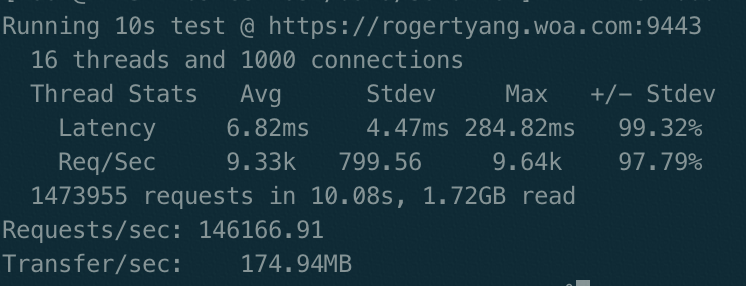 Running 10s test @ https://rogertyang.woa.com:9443
16 threads and 1000 connections
Thread Stats Avg Stdev Max +/- Stdev
Latency 6.82ms 4.47ms 284.82ms 99.32%
Req/Sec 9.33k 799.56 9.64k 97.79%
1473955 requests in 10.08s, 1.72GB read
Requests/sec: 146166.91
Transfer/sec: 174.94MB